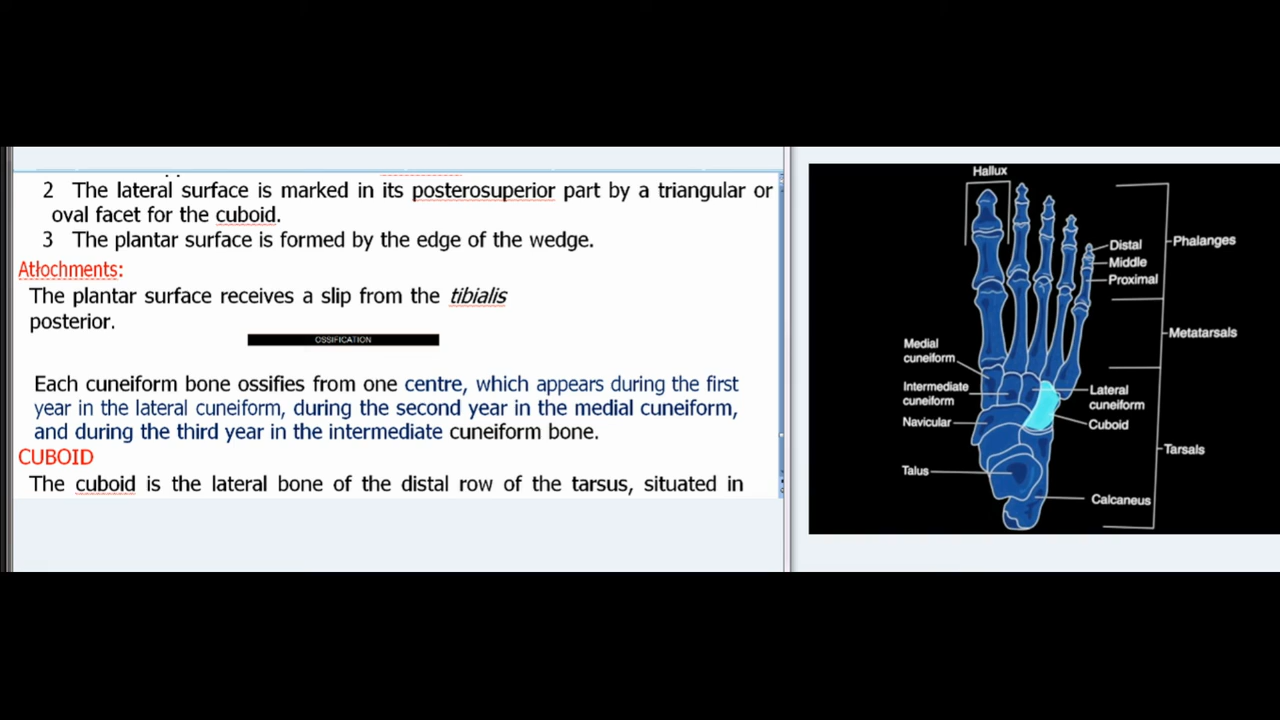 2 The lateral surface is marked in its posterosuperior part by a triangular or
oval facet for the cuboid.
3 The plantar surface is formed by the edge of the wedge.
Attochments:
The plantar surface receives a slip from the tibialis
posterior.
OSSIFICATION
Each cuneiform bone ossifies from one centre, which appears during the first
year in the lateral cuneiform, during the second year in the medial cuneiform,
and during the third year in the intermediate cuneiform bone.
CUBOID
The cuboid is the lateral bone of the distal row of the tarsus, situated in
Hallux
Distal
Middle
Proximal
Phalanges
Metatarsals
Medial
cuneiform
Intermediate
cuneiform
Navicular
Talus
Lateral
cuneiform
Cuboid
Tarsals
Calcaneus